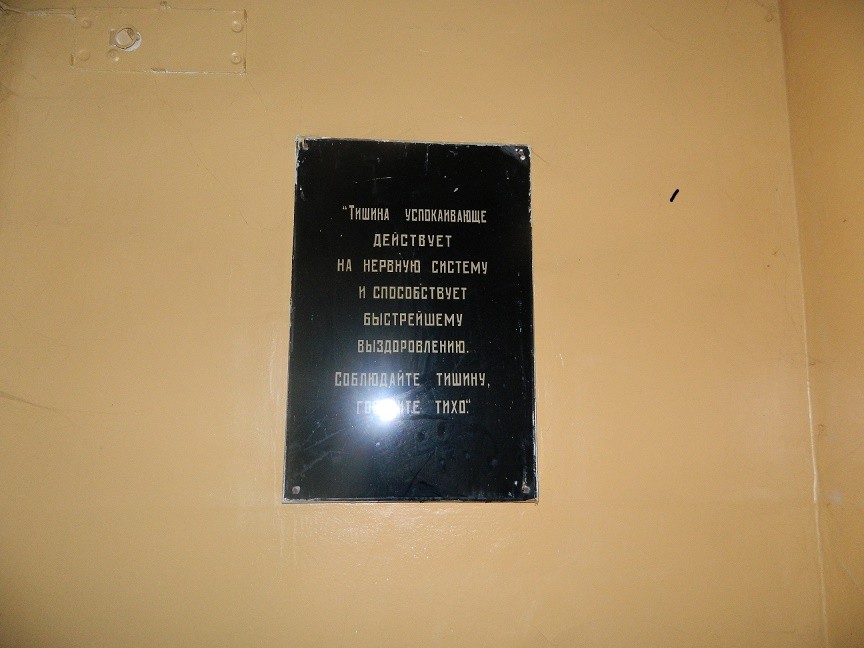 "Тишина успокаивающе
действует
на нервную систему
и способствует
быстрейшему
выздоровлению.
Соблюдайте тишину,
тихо."